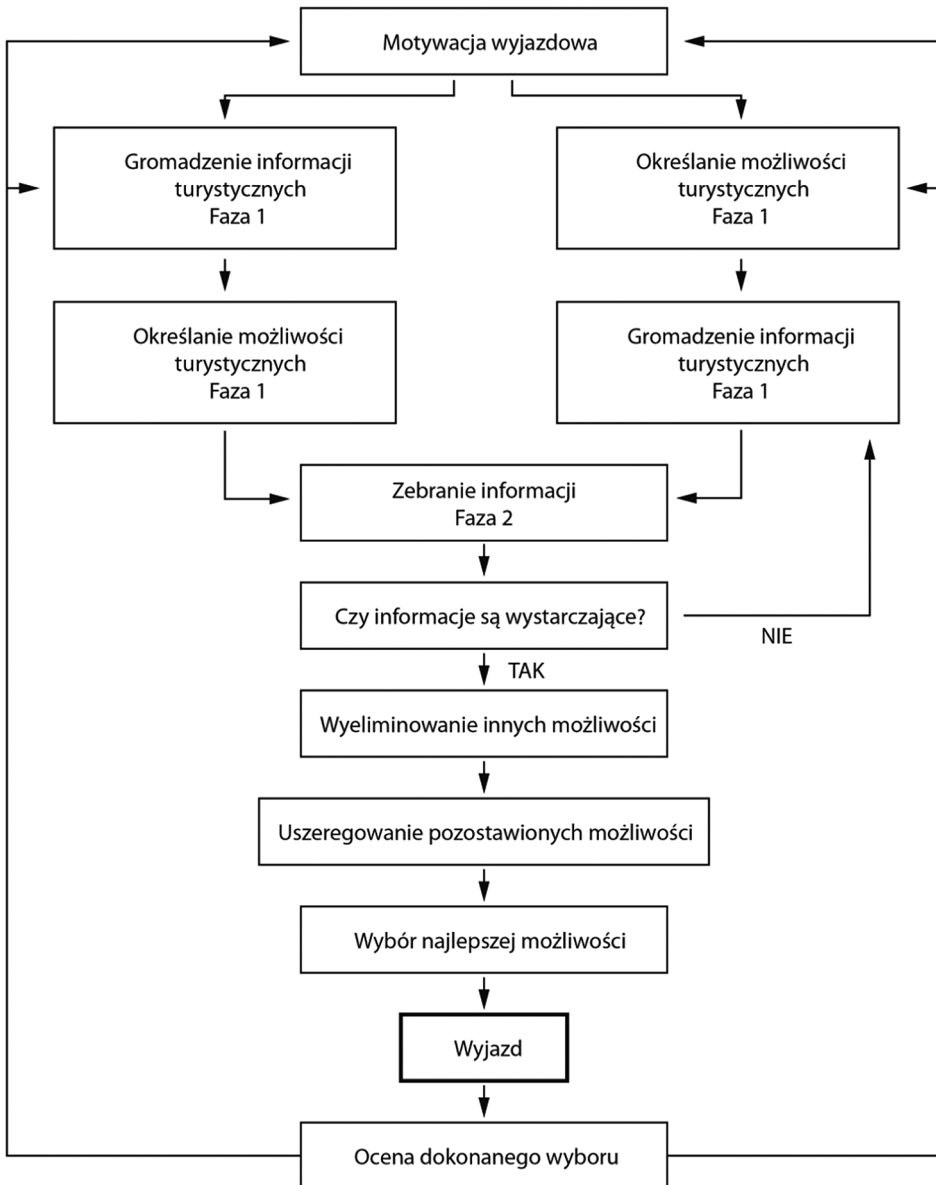 Motywacja wyjazdowa
Gromadzenie informacji
turystycznych
Faza 1
Określanie możliwości
turystycznych
Faza 1
Określanie możliwości
turystycznych
Faza 1
Gromadzenie informacji
turystycznych
Faza 1
Zebranie informacji
Faza 2
Czy informacje są wystarczające?
NIE
TAK
Wyeliminowanie innych możliwości
Uszeregowanie pozostawionych możliwości
Wybór najlepszej możliwości
Wyjazd
Ocena dokonanego wyboru